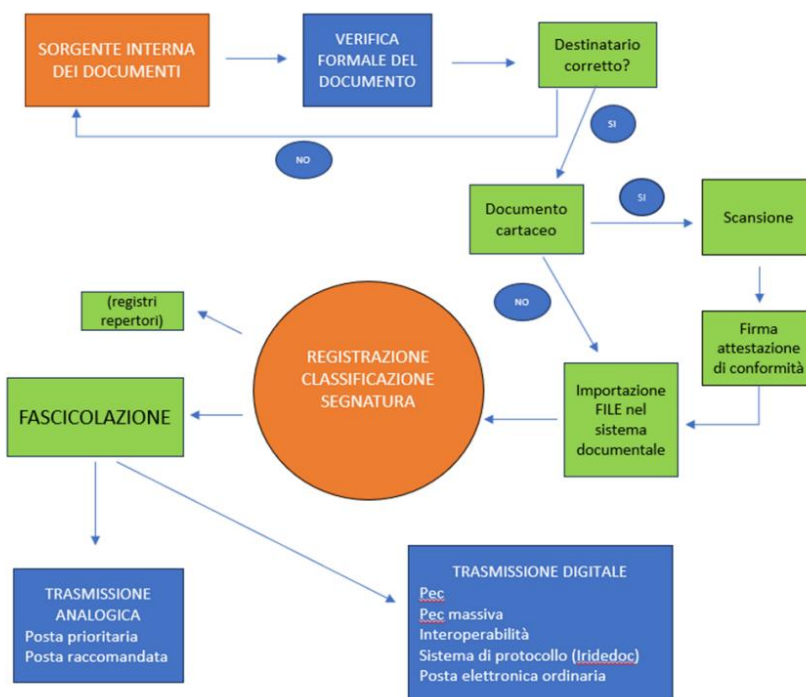 SORGENTE INTERNA
DEI DOCUMENTI
VERIFICA
FORMALE DEL
DOCUMENTO
Destinatario
corretto?
SI
NO
Documento
cartaceo
SI
Scansione
NO
Firma
attestazione
di conformità
Importazione
FILE nel
sistema
documentale
REGISTRAZIONE
CLASSIFICAZIONE
SEGNATURA
(registri
repertori)
FASCICOLAZIONE
TRASMISSIONE
ANALOGICA
Posta prioritaria
Posta raccomandata
TRASMISSIONE DIGITALE
Pec
Pec massiva
Interoperabilità
Sistema di protocollo (Iridedoc)
Posta elettronica ordinaria